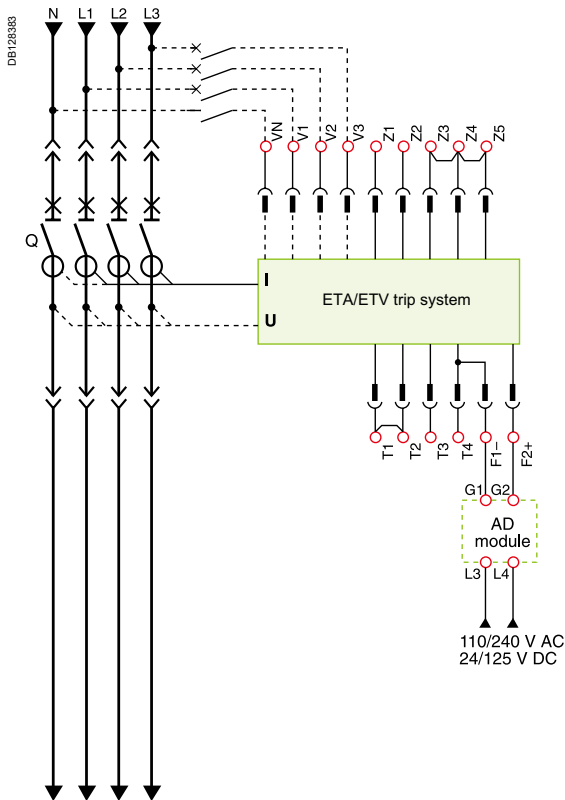 DB128383
N L1 L2 L3
VN V1 V2 V3 Z1 Z2 Z3 Z4 Z5
Q
I
ETA/ETV trip system
U
T1 T2 T3 T4 F1– F2+
G1 G2
AD
module
L3 L4
110/240 V AC
24/125 V DC